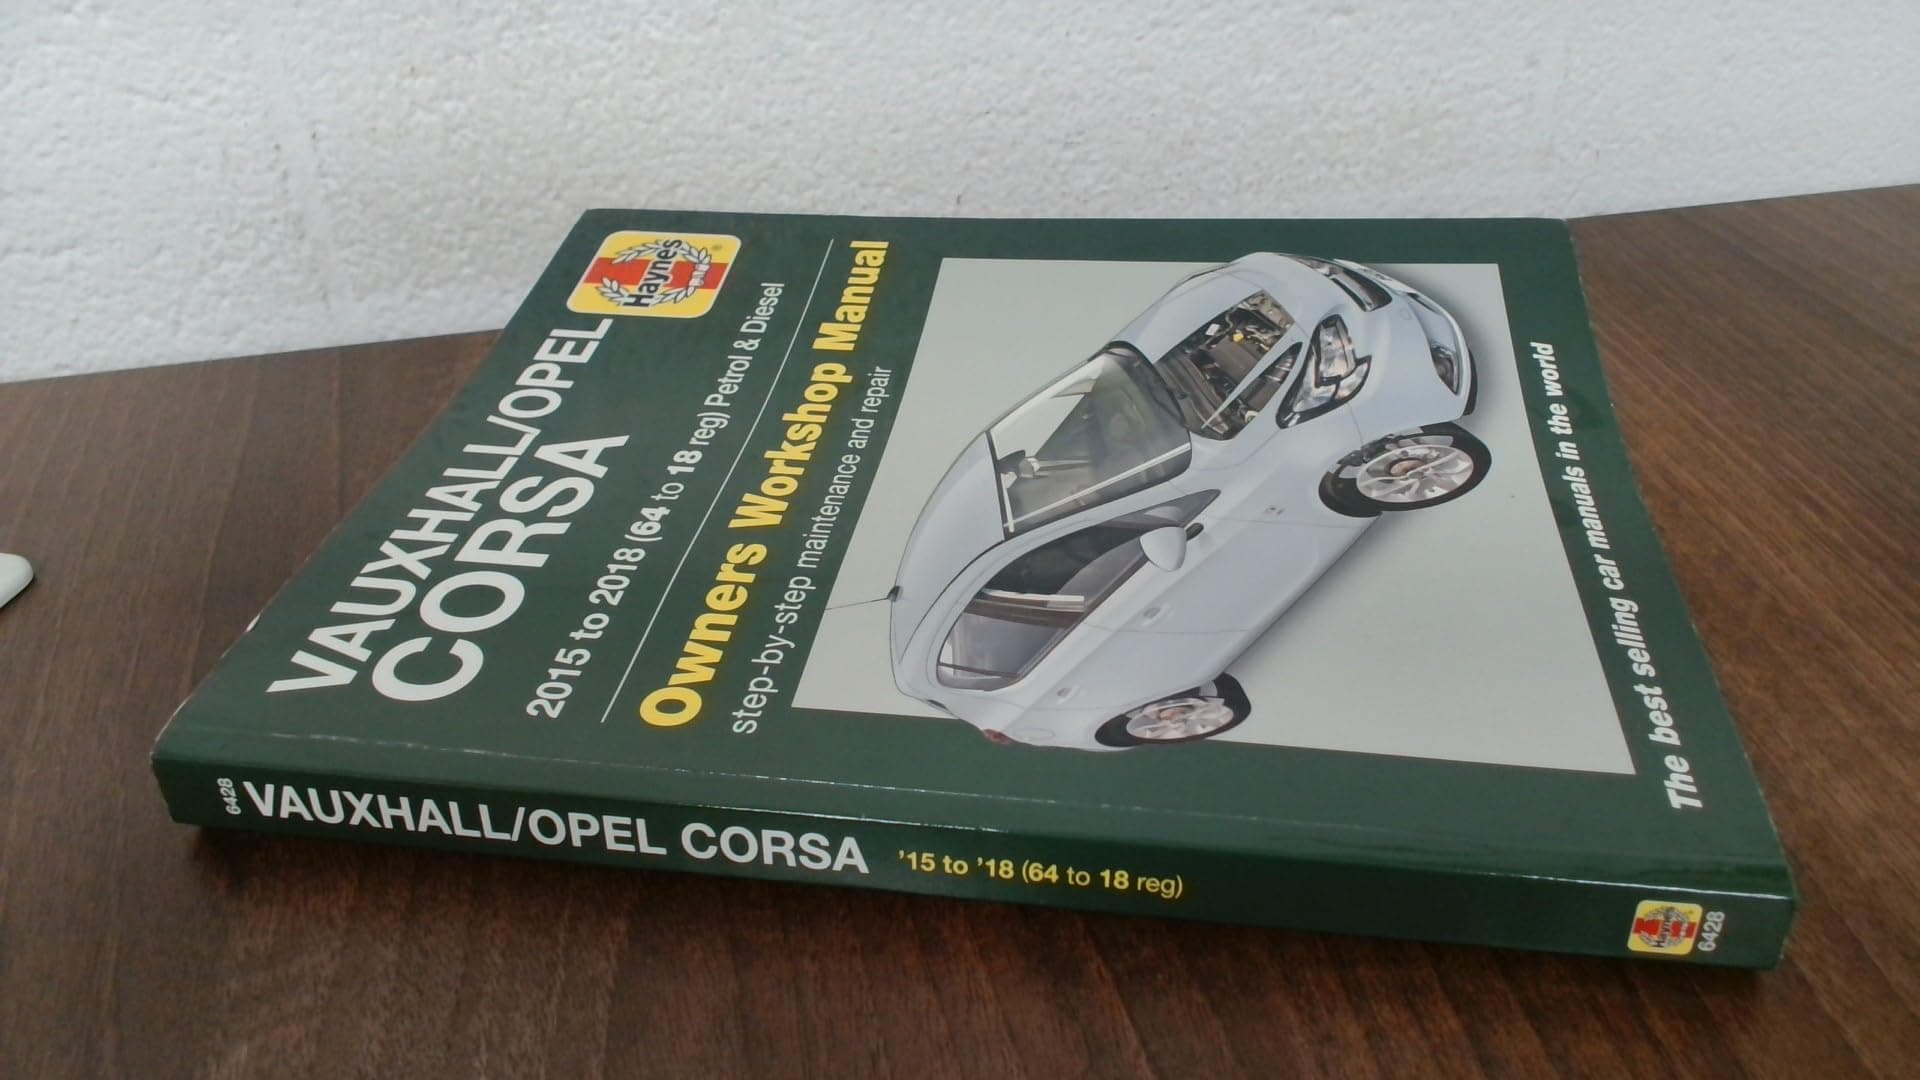 Haynes
VAUXHALL/OPEL
CORSA
2015 to 2018 (64 to 18 reg) Petrol & Diesel
Owners Workshop Manual
step-by-step maintenance and repair
The best selling car manuals in the world
6428
VAUXHALL/OPEL CORSA
'15 to '18 (64 to 18 reg)
Haynes
6428